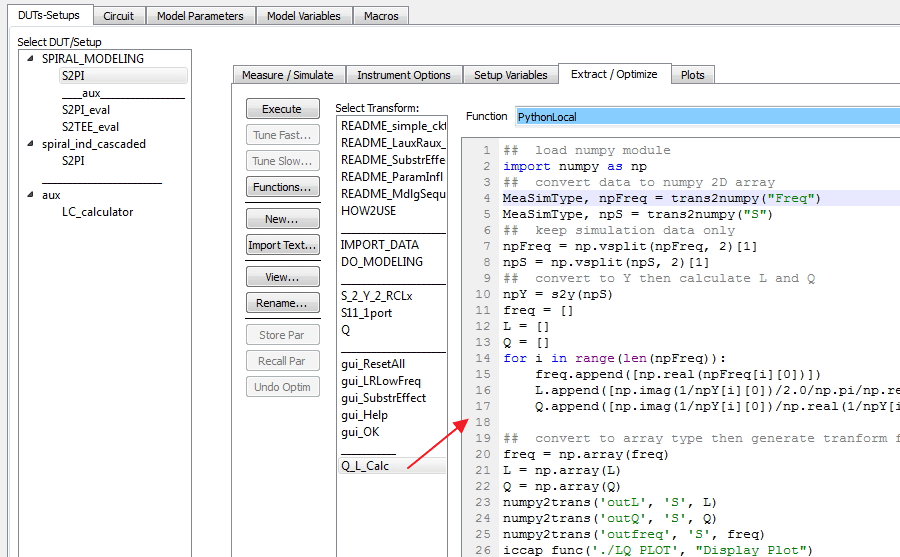 DUTs-Setups Circuit Model Parameters Model Variables Macros
Select DUT/Setup
SPIRAL_MODELING
S2PI
___aux________________
S2PI_eval
S2TEE_eval
spiral_ind_cascaded
S2PI
____________________
aux
LC_calculator
Measure / Simulate Instrument Options Setup Variables Extract / Optimize Plots
Execute
Tune Fast...
Tune Slow...
Functions...
New...
Import Text...
View...
Rename...
Store Par
Recall Par
Undo Optim
Select Transform:
README_simple_ckt
README_LauxRaux_
README_SubstrEffe
README_ParamInfl
README_MdlgSequ
HOW2USE
__________________
IMPORT_DATA
DO_MODELING
__________________
S_2_Y_2_RCLx
S11_1port
Q
__________________
gui_ResetAll
gui_LRLowFreq
gui_SubstrEffect
gui_Help
gui_OK
_________
Q_L_Calc
Function PythonLocal
1 ##  load numpy module
2 import numpy as np
3 ##  convert data to numpy 2D array
4 MeaSimType, npFreq = trans2numpy("Freq")
5 MeaSimType, npS = trans2numpy("S")
6 ##  keep simulation data only
7 npFreq = np.vsplit(npFreq, 2)[1]
8 npS = np.vsplit(npS, 2)[1]
9 ##  convert to Y then calculate L and Q
10 npY = s2y(npS)
11 freq = []
12 L = []
13 Q = []
14 for i in range(len(npFreq)):
15     freq.append([np.real(npFreq[i][0])])
16     L.append([np.imag(1/npY[i][0])/2.0/np.pi/np.re
17     Q.append([np.imag(1/npY[i][0])/np.real(1/npY[i
18
19 ##  convert to array type then generate tranform f
20 freq = np.array(freq)
21 L = np.array(L)
22 Q = np.array(Q)
23 numpy2trans('outL', 'S', L)
24 numpy2trans('outQ', 'S', Q)
25 numpy2trans('outfreq', 'S', freq)
26 iccap_func('./LQ_PLOT', "Display Plot")